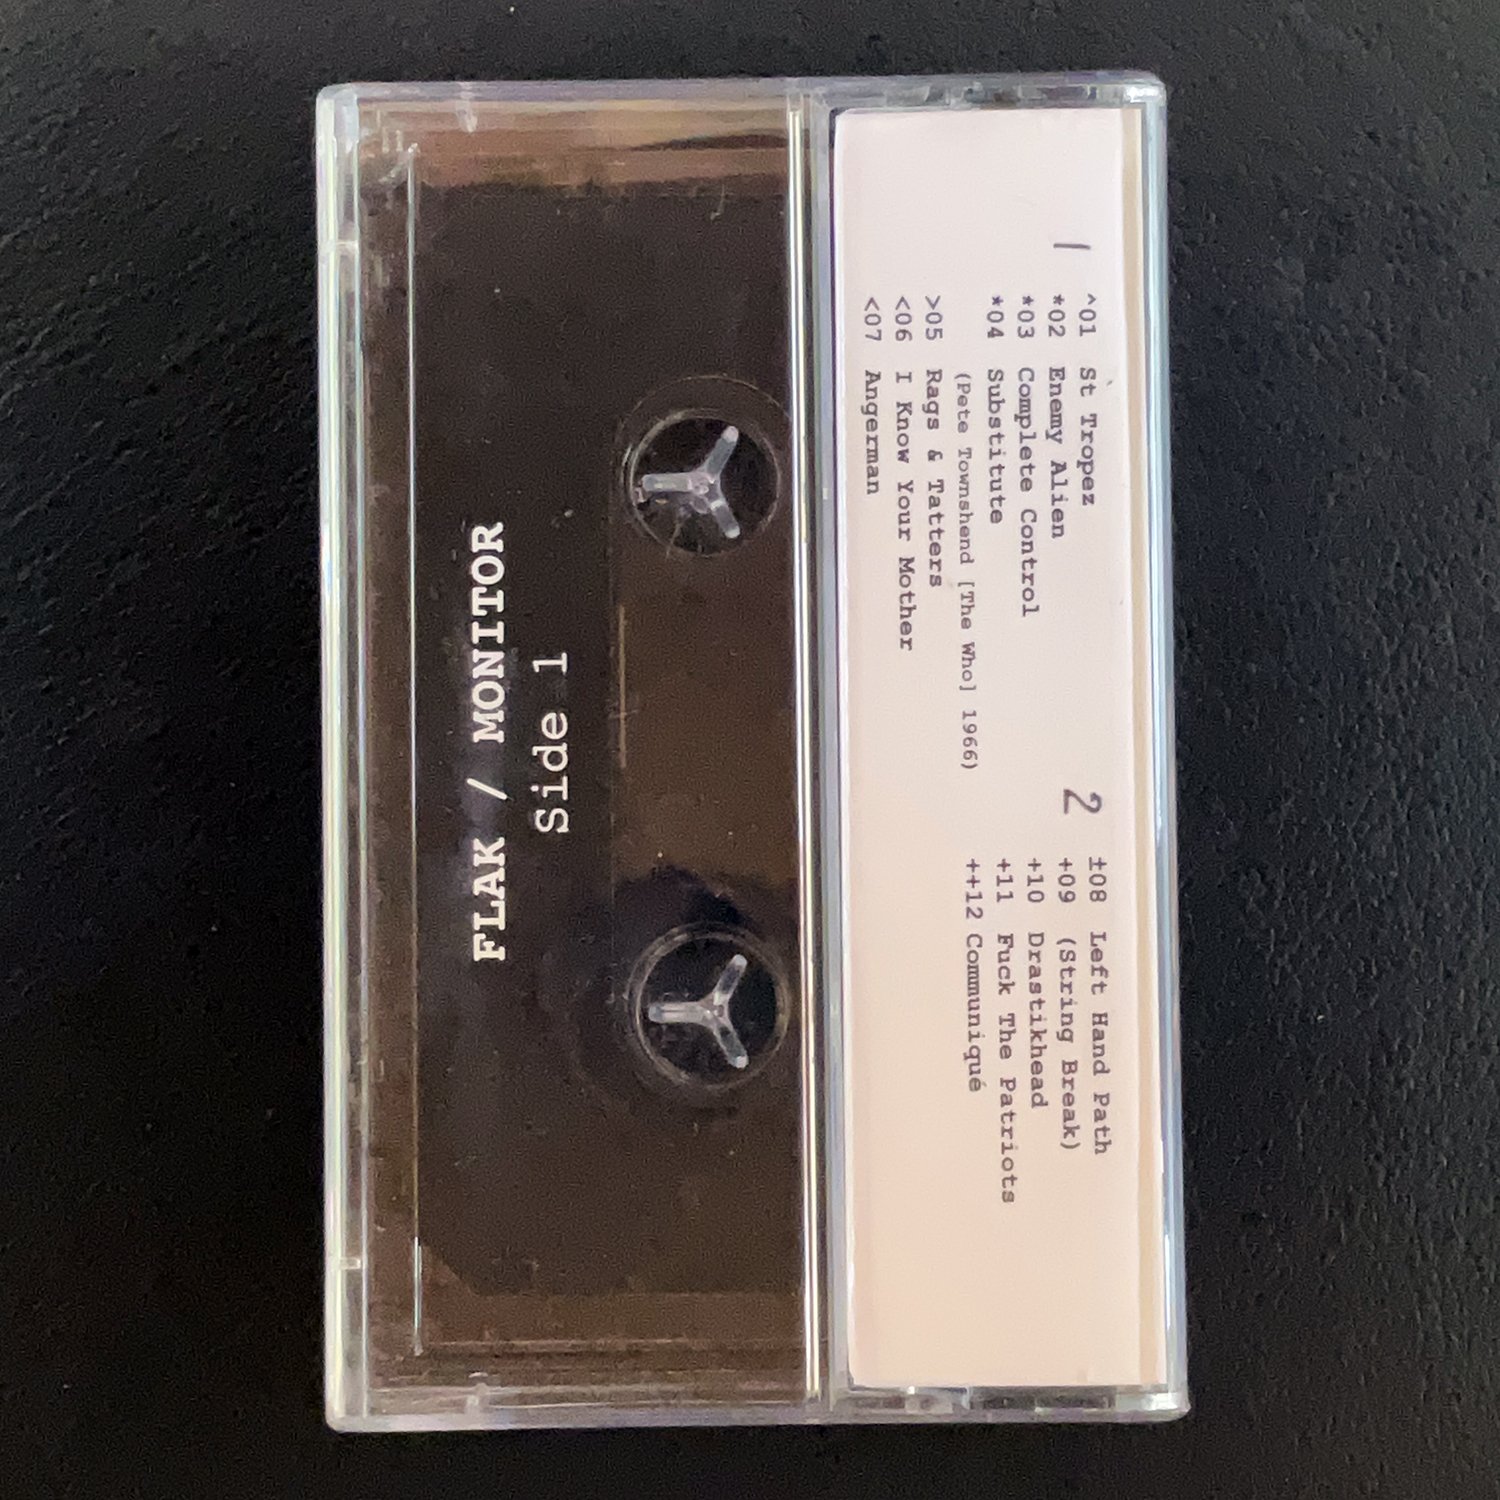 FLAK / MONITOR
Side 1
1
^01 St Tropez
*02 Enemy Alien
*03 Complete Control
*04 Substitute
(Pete Townshend [The Who] 1966)
>05 Rags & Tatters
<06 I Know Your Mother
<07 Angerman
2
±08 Left Hand Path
+09 (String Break)
+10 Drastikhead
+11 Fuck The Patriots
++12 Communiqué